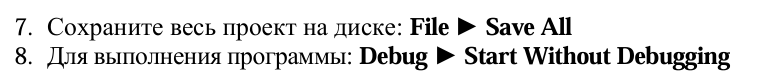 7. Сохраните весь проект на диске: File ► Save All
8. Для выполнения программы: Debug ► Start Without Debugging